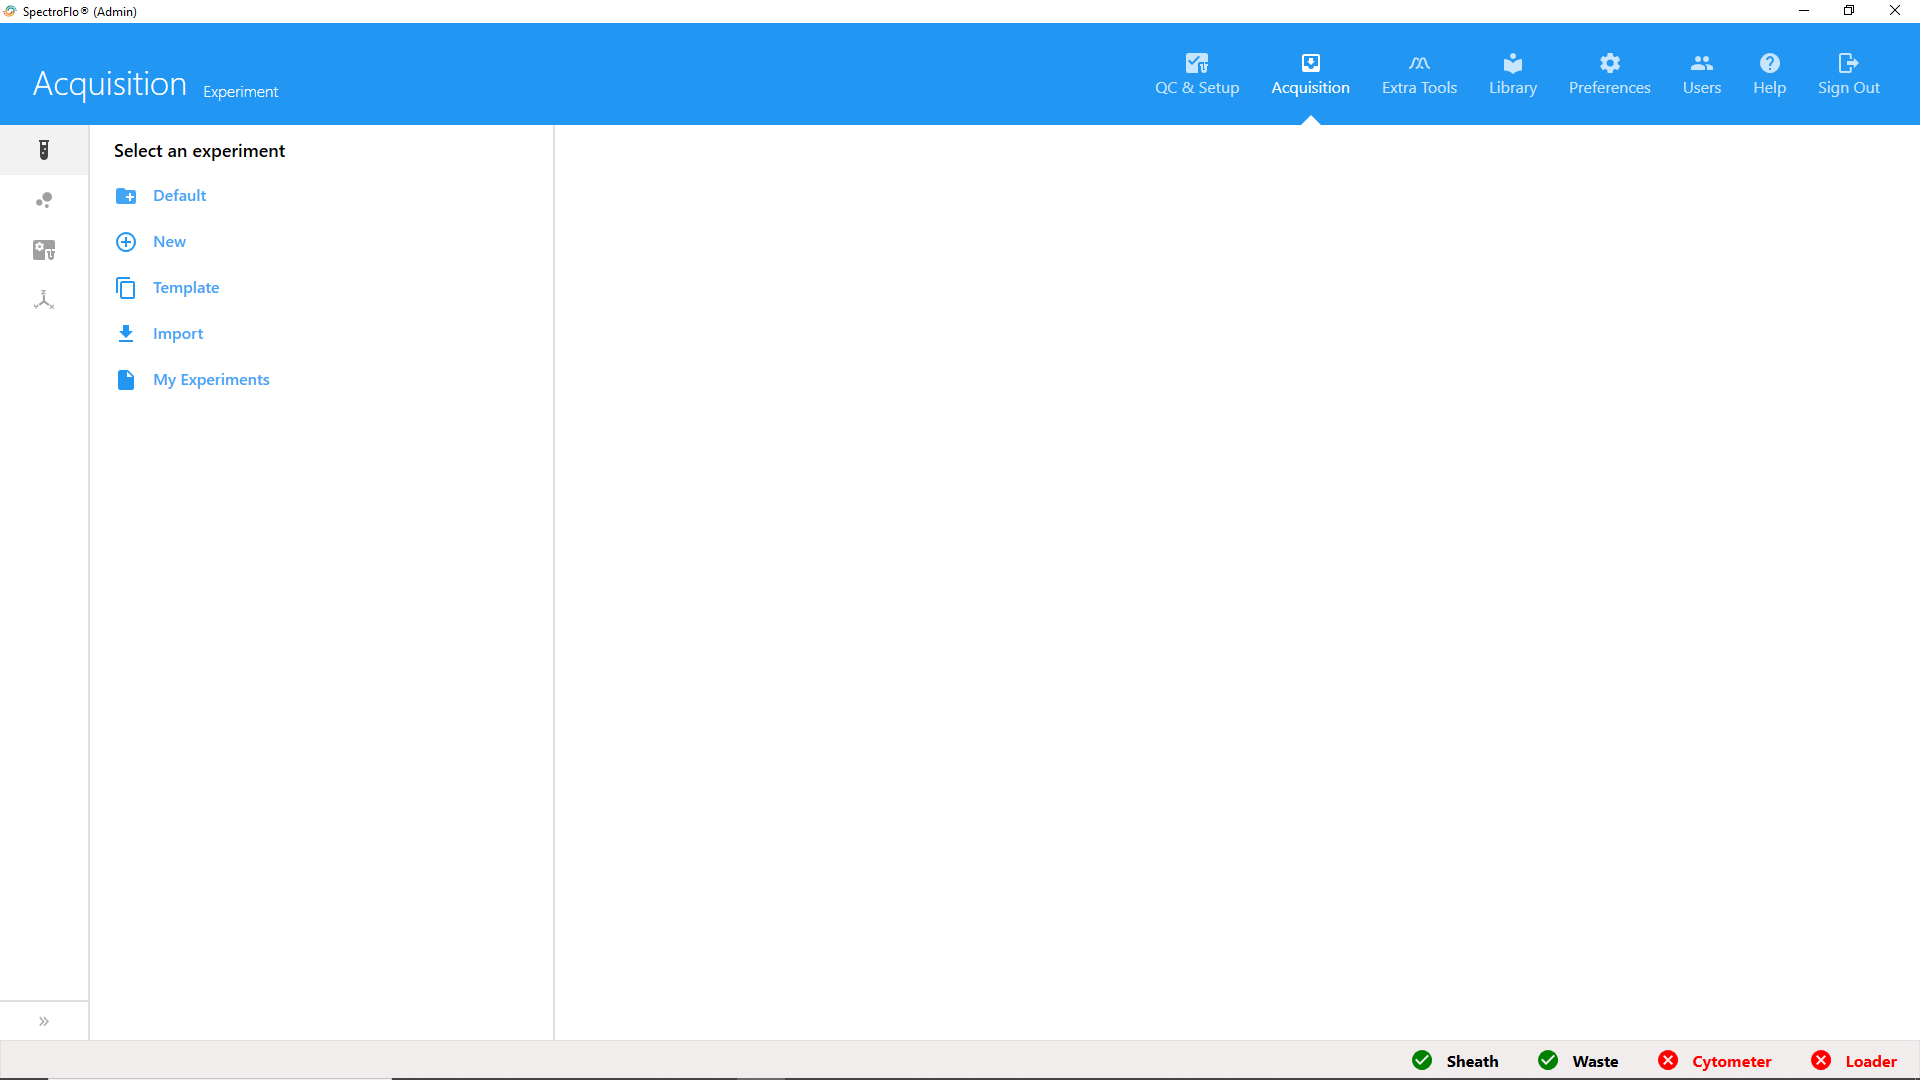 SpectroFlo® (Admin)
Acquisition Experiment
QC & Setup
Acquisition
Extra Tools
Library
Preferences
Users
Help
Sign Out
Select an experiment
Default
New
Template
Import
My Experiments
Sheath
Waste
Cytometer
Loader